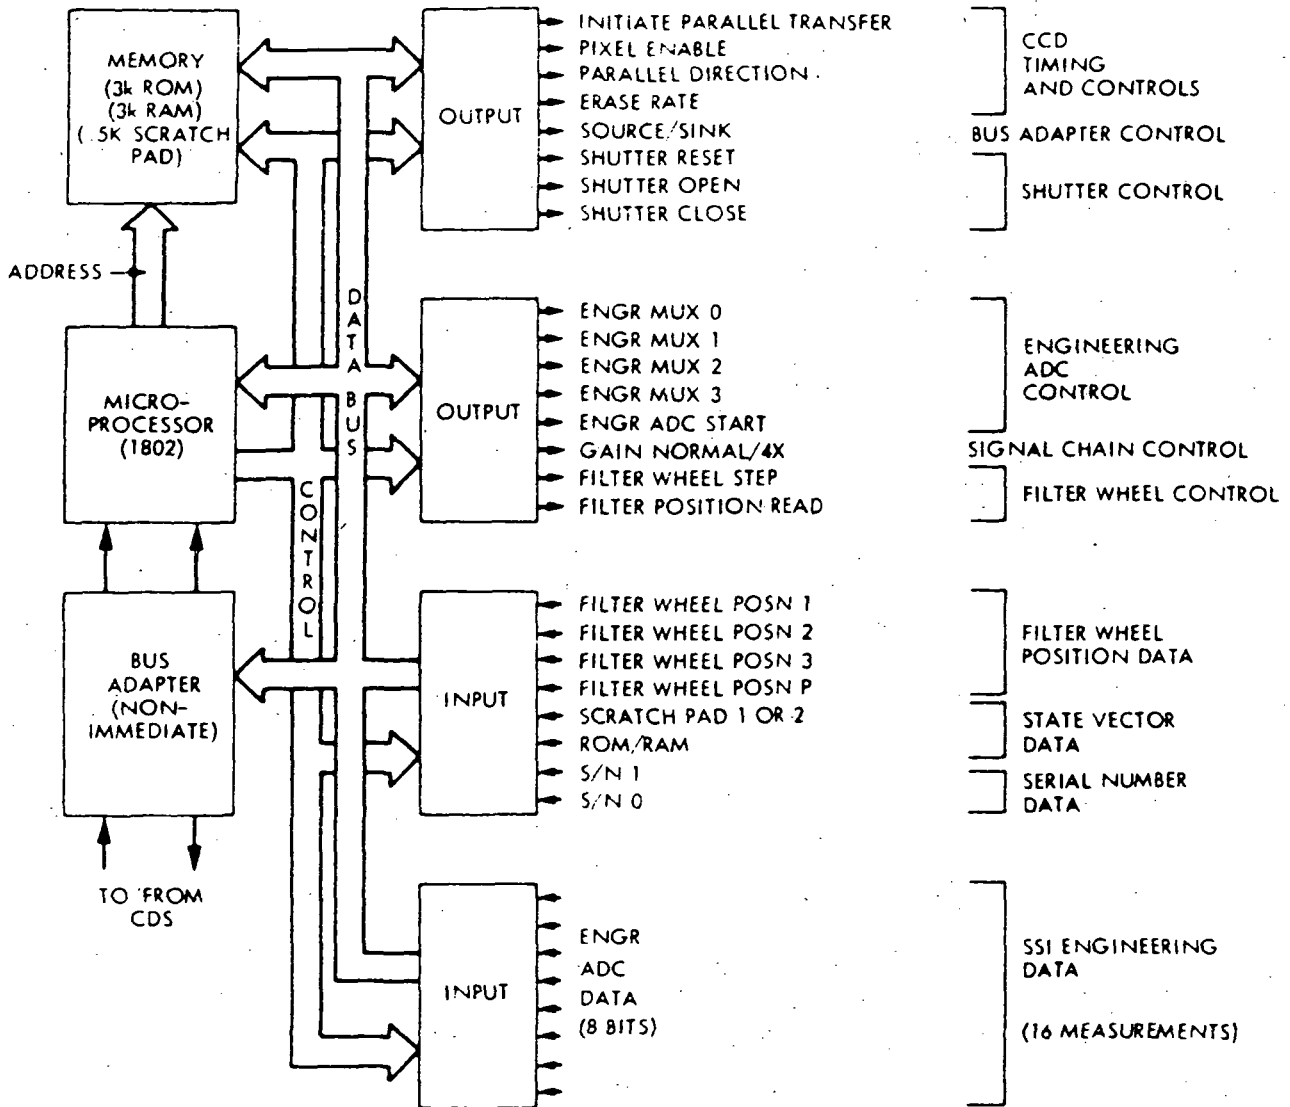 MEMORY
(3k ROM)
(3k RAM)
(.5K SCRATCH
PAD)
ADDRESS
MICRO-
PROCESSOR
(1802)
BUS
ADAPTER
(NON-
IMMEDIATE)
TO FROM
CDS
DATA BUS
CONTROL
OUTPUT
INITIATE PARALLEL TRANSFER
PIXEL ENABLE
PARALLEL DIRECTION
ERASE RATE
SOURCE/SINK
SHUTTER RESET
SHUTTER OPEN
SHUTTER CLOSE
CCD
TIMING
AND CONTROLS
BUS ADAPTER CONTROL
SHUTTER CONTROL
OUTPUT
ENGR MUX 0
ENGR MUX 1
ENGR MUX 2
ENGR MUX 3
ENGR ADC START
GAIN NORMAL/4X
FILTER WHEEL STEP
FILTER POSITION READ
ENGINEERING
ADC
CONTROL
SIGNAL CHAIN CONTROL
FILTER WHEEL CONTROL
INPUT
FILTER WHEEL POSN 1
FILTER WHEEL POSN 2
FILTER WHEEL POSN 3
FILTER WHEEL POSN P
SCRATCH PAD 1 OR 2
ROM/RAM
S/N 1
S/N 0
FILTER WHEEL
POSITION DATA
STATE VECTOR
DATA
SERIAL NUMBER
DATA
INPUT
ENGR
ADC
DATA
(8 BITS)
SSI ENGINEERING
DATA
(16 MEASUREMENTS)